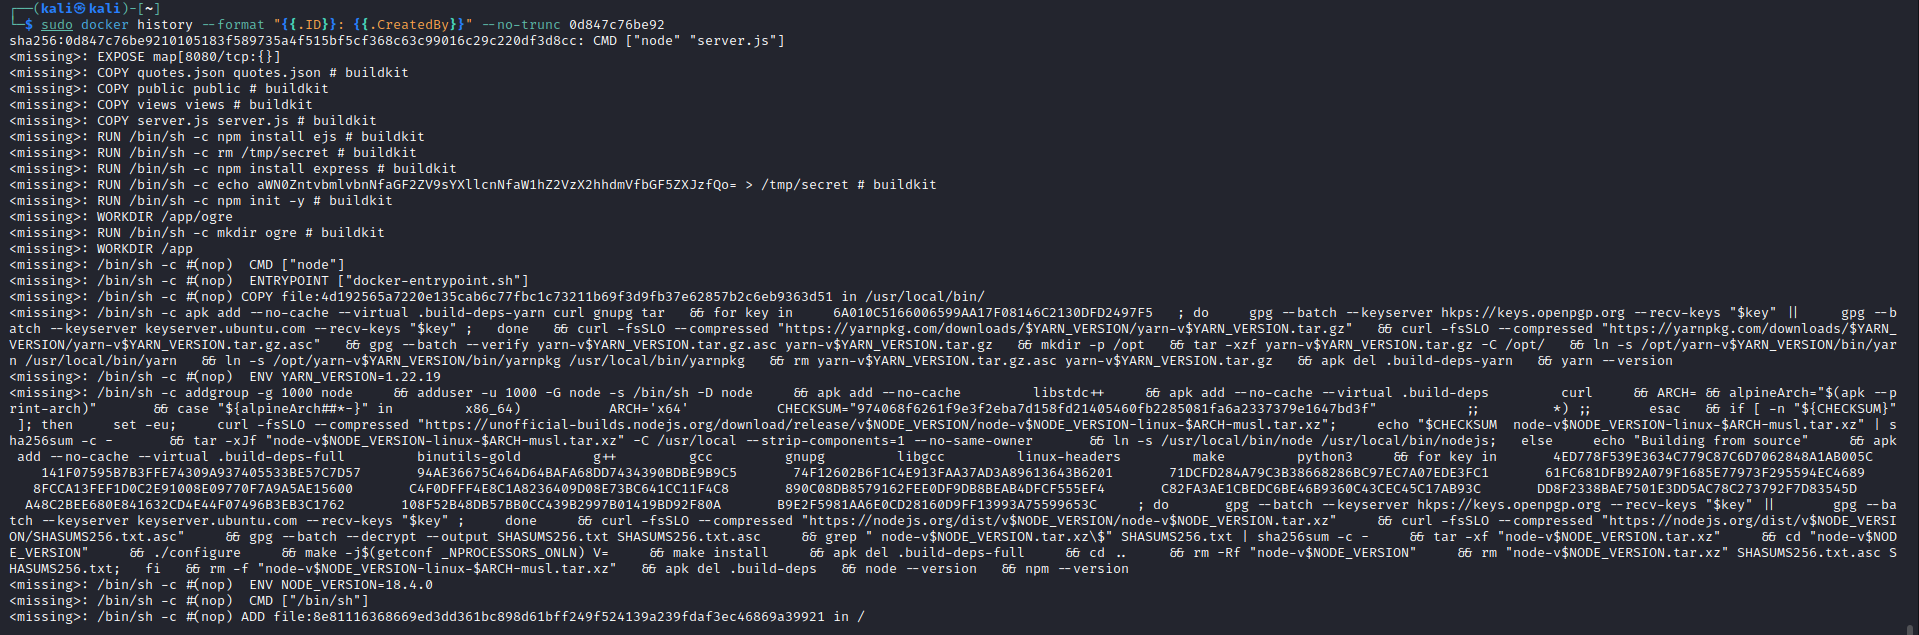 ┌──(kali㉿kali)-[~]
└─$ sudo docker history --format "{{.ID}}: {{.CreatedBy}}" --no-trunc 0d847c76be92
sha256:0d847c76be9210105183f589735a4f515bf5cf368c63c99016c29c220df3d8cc: CMD ["node" "server.js"]
<missing>: EXPOSE map[8080/tcp:{}]
<missing>: COPY quotes.json quotes.json # buildkit
<missing>: COPY public public # buildkit
<missing>: COPY views views # buildkit
<missing>: COPY server.js server.js # buildkit
<missing>: RUN /bin/sh -c npm install ejs # buildkit
<missing>: RUN /bin/sh -c rm /tmp/secret # buildkit
<missing>: RUN /bin/sh -c npm install express # buildkit
<missing>: RUN /bin/sh -c echo aWN0ZntvbmlvbnNfaGF2ZV9sYXllcnNfaW1hZ2VzX2hhdmVfbGF5ZXJzfQo= > /tmp/secret # buildkit
<missing>: RUN /bin/sh -c npm init -y # buildkit
<missing>: WORKDIR /app/ogre
<missing>: RUN /bin/sh -c mkdir ogre # buildkit
<missing>: WORKDIR /app
<missing>: /bin/sh -c #(nop)  CMD ["node"]
<missing>: /bin/sh -c #(nop)  ENTRYPOINT ["docker-entrypoint.sh"]
<missing>: /bin/sh -c #(nop) COPY file:4d192565a7220e135cab6c77fbc1c73211b69f3d9fb37e62857b2c6eb9363d51 in /usr/local/bin/
<missing>: /bin/sh -c apk add --no-cache --virtual .build-deps-yarn curl gnupg tar   && for key in     6A010C5166006599AA17F08146C2130DFD2497F5   ; do     gpg --batch --keyserver hkps://keys.openpgp.org --recv-keys "$key" ||     gpg --b
atch --keyserver keyserver.ubuntu.com --recv-keys "$key" ;   done   && curl -fsSLO --compressed "https://yarnpkg.com/downloads/$YARN_VERSION/yarn-v$YARN_VERSION.tar.gz"   && curl -fsSLO --compressed "https://yarnpkg.com/downloads/$YARN_
VERSION/yarn-v$YARN_VERSION.tar.gz.asc"   && gpg --batch --verify yarn-v$YARN_VERSION.tar.gz.asc yarn-v$YARN_VERSION.tar.gz   && mkdir -p /opt   && tar -xzf yarn-v$YARN_VERSION.tar.gz -C /opt/   && ln -s /opt/yarn-v$YARN_VERSION/bin/yar
n /usr/local/bin/yarn   && ln -s /opt/yarn-v$YARN_VERSION/bin/yarnpkg /usr/local/bin/yarnpkg   && rm yarn-v$YARN_VERSION.tar.gz.asc yarn-v$YARN_VERSION.tar.gz   && apk del .build-deps-yarn   && yarn --version
<missing>: /bin/sh -c #(nop)  ENV YARN_VERSION=1.22.19
<missing>: /bin/sh -c addgroup -g 1000 node     && adduser -u 1000 -G node -s /bin/sh -D node     && apk add --no-cache         libstdc++     && apk add --no-cache --virtual .build-deps         curl     && ARCH= && alpineArch="$(apk --p
rint-arch)"       && case "${alpineArch##*-}" in         x86_64)           ARCH='x64'           CHECKSUM="974068f6261f9e3f2eba7d158fd21405460fb2285081fa6a2337379e1647bd3f"           ;;         *) ;;       esac   && if [ -n "${CHECKSUM}"
 ]; then     set -eu;     curl -fsSLO --compressed "https://unofficial-builds.nodejs.org/download/release/v$NODE_VERSION/node-v$NODE_VERSION-linux-$ARCH-musl.tar.xz";     echo "$CHECKSUM  node-v$NODE_VERSION-linux-$ARCH-musl.tar.xz" | s
ha256sum -c -       && tar -xJf "node-v$NODE_VERSION-linux-$ARCH-musl.tar.xz" -C /usr/local --strip-components=1 --no-same-owner       && ln -s /usr/local/bin/node /usr/local/bin/nodejs;   else     echo "Building from source"     && apk
 add --no-cache --virtual .build-deps-full         binutils-gold         g++         gcc         gnupg         libgcc         linux-headers         make         python3     && for key in       4ED778F539E3634C779C87C6D7062848A1AB005C
    141F07595B7B3FFE74309A937405533BE57C7D57       94AE36675C464D64BAFA68DD7434390BDBE9B9C5       74F12602B6F1C4E913FAA37AD3A89613643B6201       71DCFD284A79C3B38668286BC97EC7A07EDE3FC1       61FC681DFB92A079F1685E77973F295594EC4689
   8FCCA13FEF1D0C2E91008E09770F7A9A5AE15600       C4F0DFFF4E8C1A8236409D08E73BC641CC11F4C8       890C08DB8579162FEE0DF9DB8BEAB4DFCF555EF4       C82FA3AE1CBEDC6BE46B9360C43CEC45C17AB93C       DD8F2338BAE7501E3DD5AC78C273792F7D83545D
  A48C2BEE680E841632CD4E44F07496B3EB3C1762       108F52B48DB57BB0CC439B2997B01419BD92F80A       B9E2F5981AA6E0CD28160D9FF13993A75599653C     ; do       gpg --batch --keyserver hkps://keys.openpgp.org --recv-keys "$key" ||       gpg --ba
tch --keyserver keyserver.ubuntu.com --recv-keys "$key" ;     done     && curl -fsSLO --compressed "https://nodejs.org/dist/v$NODE_VERSION/node-v$NODE_VERSION.tar.xz"     && curl -fsSLO --compressed "https://nodejs.org/dist/v$NODE_VERSI
ON/SHASUMS256.txt.asc"     && gpg --batch --decrypt --output SHASUMS256.txt SHASUMS256.txt.asc     && grep " node-v$NODE_VERSION.tar.xz\$" SHASUMS256.txt | sha256sum -c -     && tar -xf "node-v$NODE_VERSION.tar.xz"     && cd "node-v$NOD
E_VERSION"     && ./configure     && make -j$(getconf _NPROCESSORS_ONLN) V=     && make install     && apk del .build-deps-full     && cd ..     && rm -Rf "node-v$NODE_VERSION"     && rm "node-v$NODE_VERSION.tar.xz" SHASUMS256.txt.asc S
HASUMS256.txt;   fi   && rm -f "node-v$NODE_VERSION-linux-$ARCH-musl.tar.xz"   && apk del .build-deps   && node --version   && npm --version
<missing>: /bin/sh -c #(nop)  ENV NODE_VERSION=18.4.0
<missing>: /bin/sh -c #(nop)  CMD ["/bin/sh"]
<missing>: /bin/sh -c #(nop) ADD file:8e81116368669ed3dd361bc898d61bff249f524139a239fdaf3ec46869a39921 in /